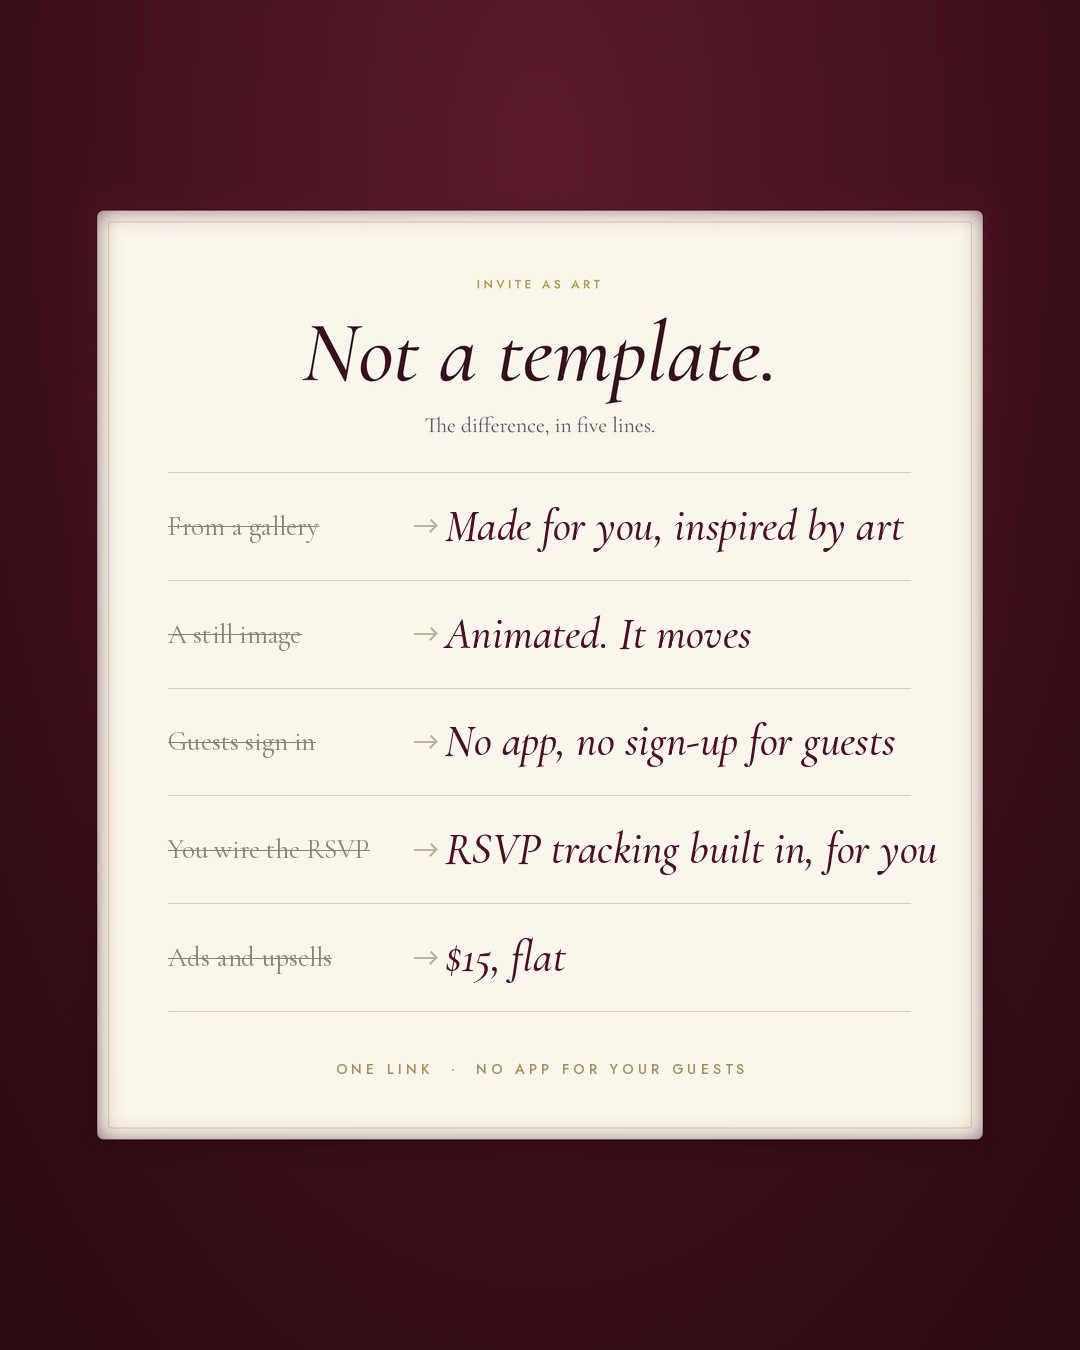 INVITE AS ART
Not a template.
The difference, in five lines.
From a gallery → Made for you, inspired by art
A still image → Animated. It moves
Guests sign in → No app, no sign-up for guests
You wire the RSVP → RSVP tracking built in, for you
Ads and upsells → $15, flat
ONE LINK · NO APP FOR YOUR GUESTS